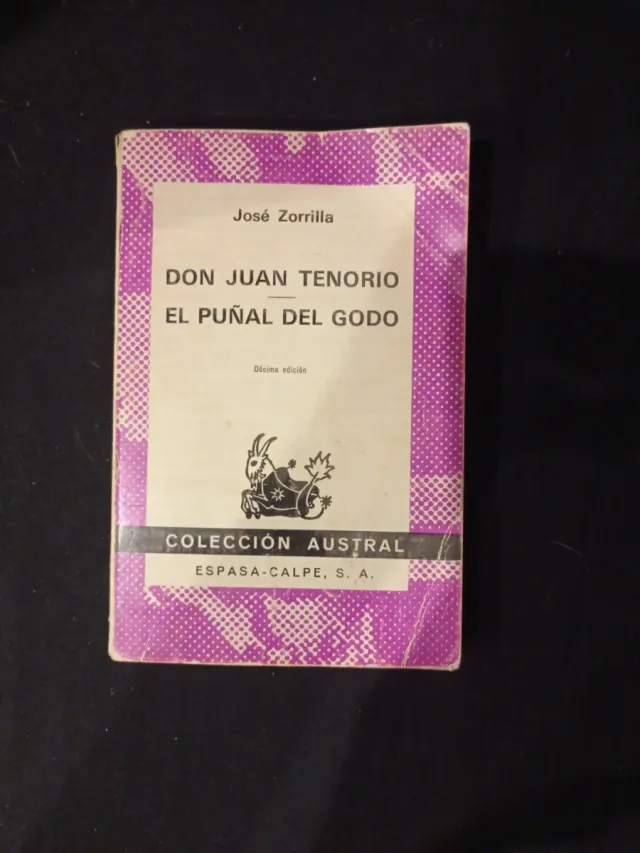 José Zorrilla
DON JUAN TENORIO
EL PUÑAL DEL GODO
Décima edición
COLECCIÓN AUSTRAL
ESPASA-CALPE, S. A.